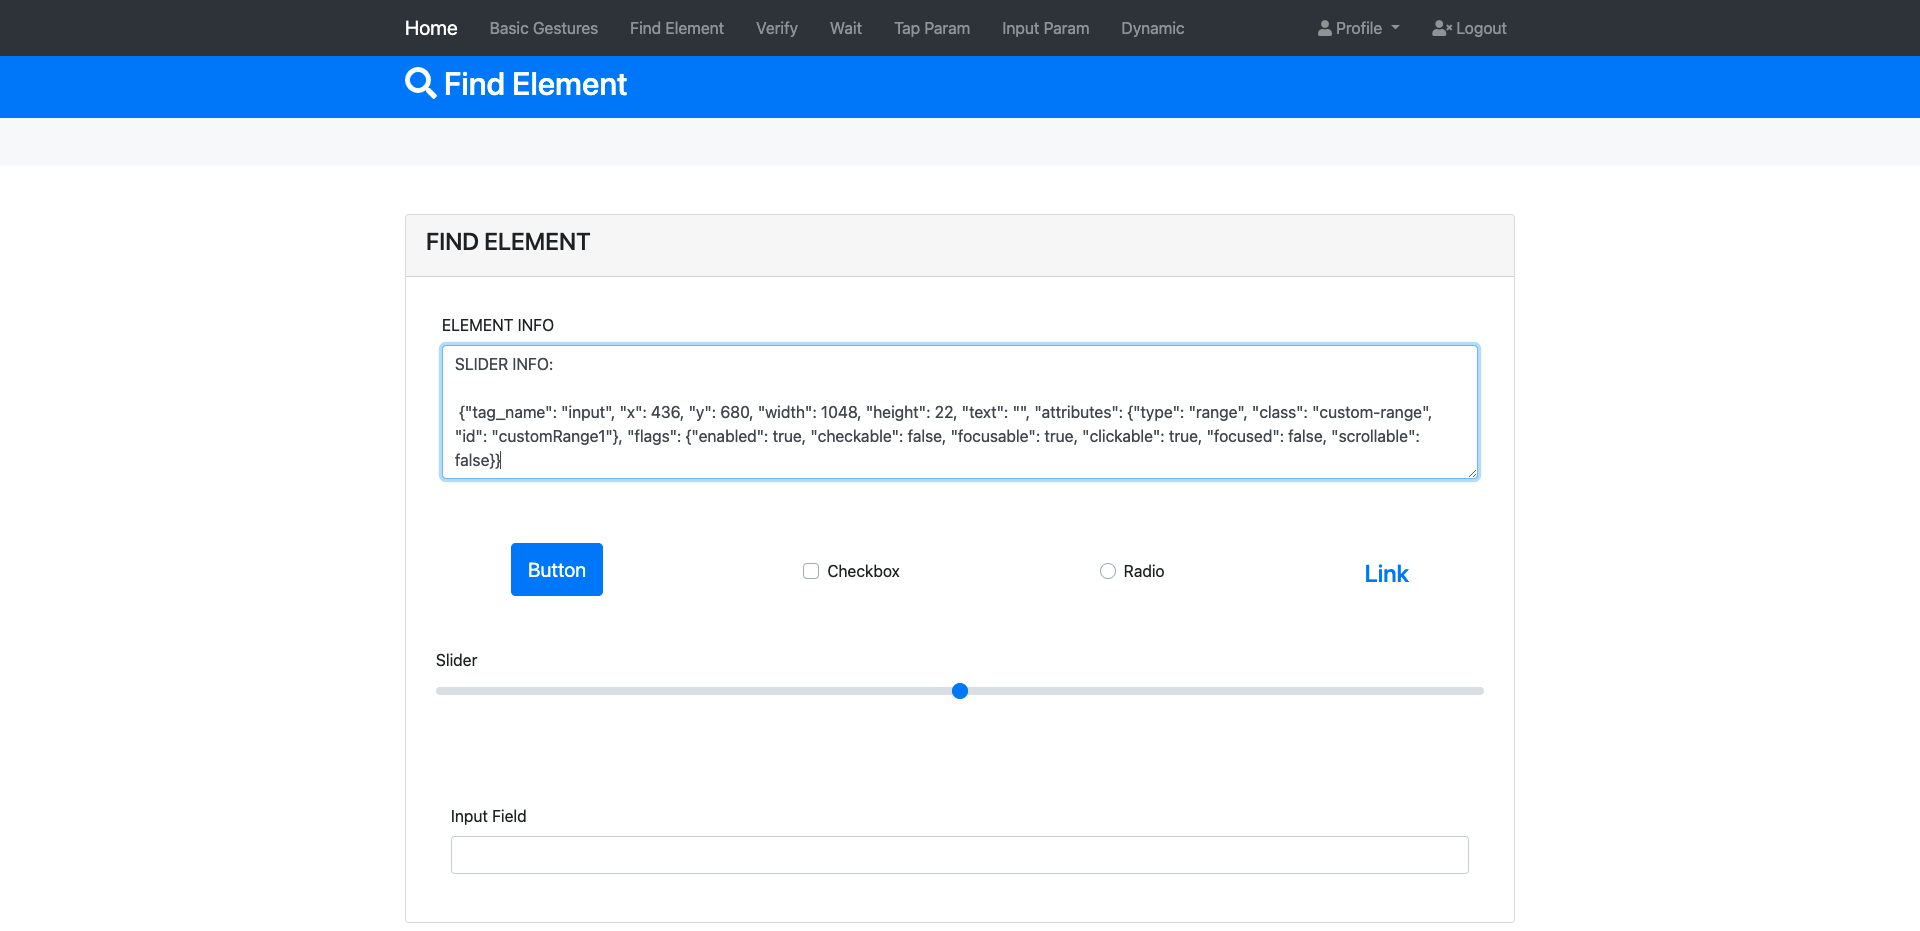 Home Basic Gestures Find Element Verify Wait Tap Param Input Param Dynamic Profile Logout
Find Element
FIND ELEMENT
ELEMENT INFO
SLIDER INFO:
{"tag_name": "input", "x": 436, "y": 680, "width": 1048, "height": 22, "text": "", "attributes": {"type": "range", "class": "custom-range",
"id": "customRange1"}, "flags": {"enabled": true, "checkable": false, "focusable": true, "clickable": true, "focused": false, "scrollable":
false}}
Button Checkbox Radio Link
Slider
Input Field